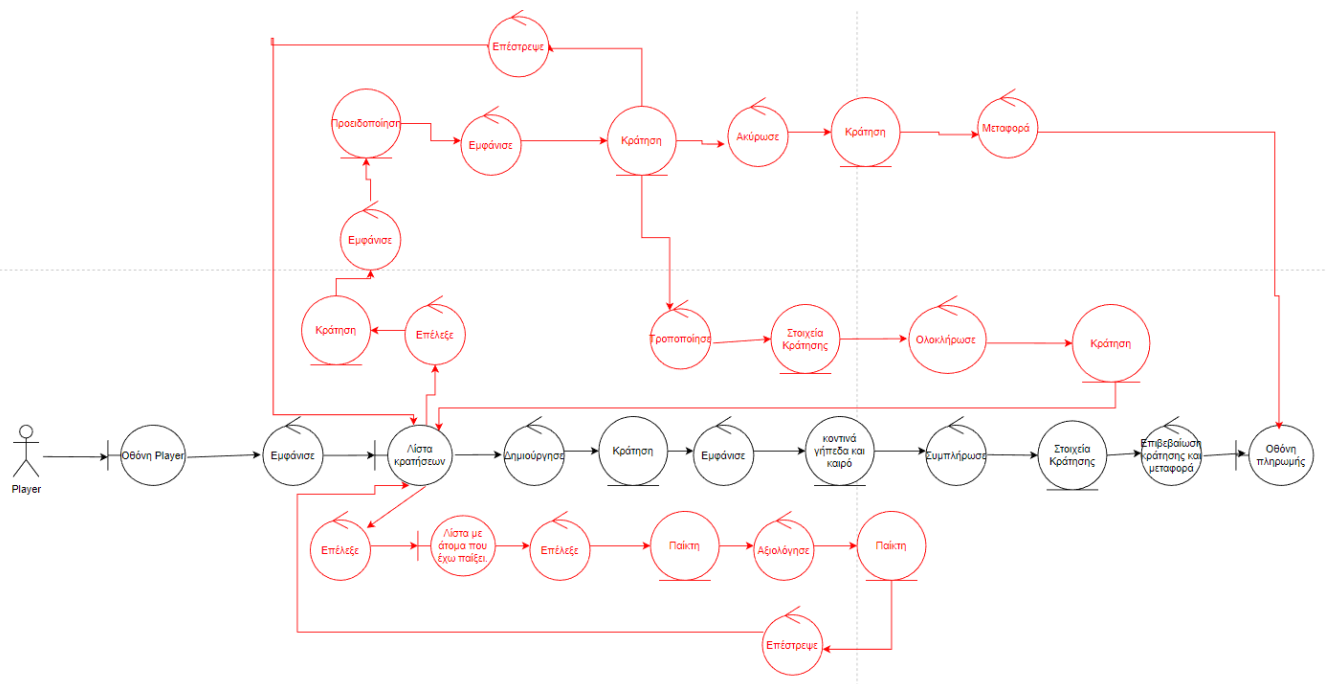 Επέστρεψε
Προειδοποίηση
Εμφάνισε
Κράτηση
Ακύρωσε
Κράτηση
Μεταφορά
Εμφάνισε
Κράτηση
Επέλεξε
Τροποποίησε
Στοιχεία
Κράτησης
Ολοκλήρωσε
Κράτηση
Player
Οθόνη Player
Εμφάνισε
Λίστα
κρατήσεων
Δημιούργησε
Κράτηση
Εμφάνισε
κοντινά
γήπεδα και
καιρό
Συμπλήρωσε
Στοιχεία
Κράτησης
Επιβεβαίωση
κράτησης και
μεταφορά
Οθόνη
πληρωμής
Επέλεξε
Λίστα με
άτομα που
έχω παίξει.
Επέλεξε
Παίκτη
Αξιολόγησε
Παίκτη
Επέστρεψε